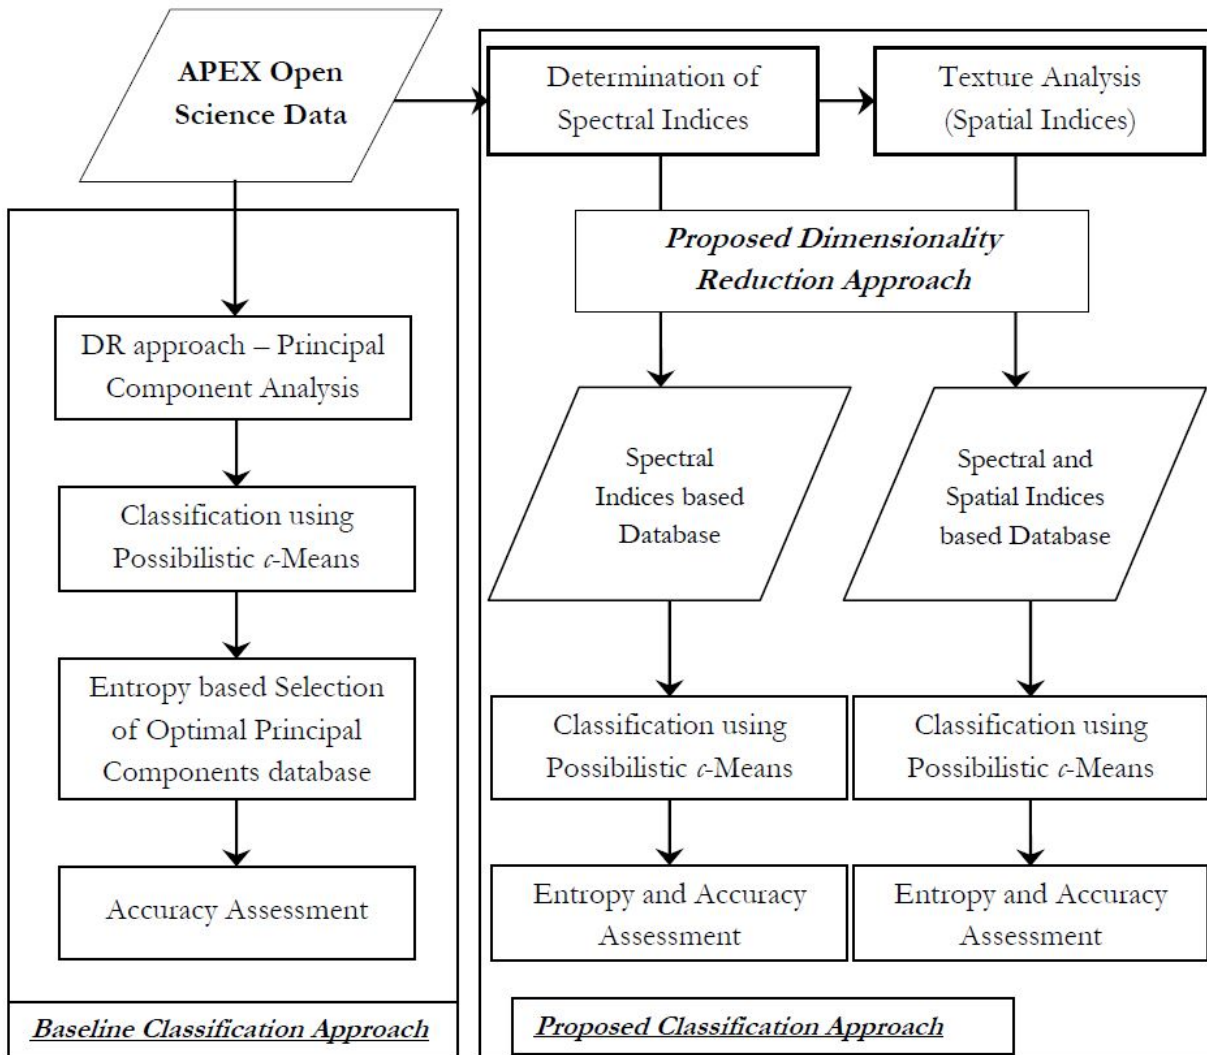 APEX Open
Science Data
Determination of
Spectral Indices
Texture Analysis
(Spatial Indices)
Proposed Dimensionality
Reduction Approach
DR approach – Principal
Component Analysis
Classification using
Possibilistic c-Means
Entropy based Selection
of Optimal Principal
Components database
Accuracy Assessment
Baseline Classification Approach
Spectral
Indices based
Database
Spectral and
Spatial Indices
based Database
Classification using
Possibilistic c-Means
Classification using
Possibilistic c-Means
Entropy and Accuracy
Assessment
Entropy and Accuracy
Assessment
Proposed Classification Approach